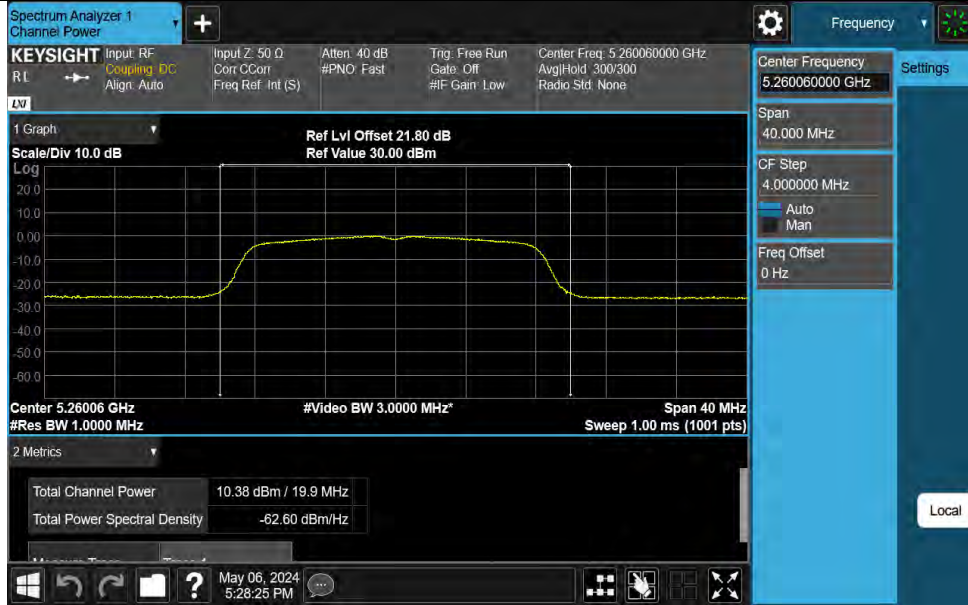 Spectrum Analyzer 1
Channel Power
+
Frequency
KEYSIGHT
RL
LXI
Input: RF
Coupling: DC
Align: Auto
Input Z: 50 Ω
Corr CCorr
Freq Ref: Int (S)
Atten: 40 dB
#PNO: Fast
Trig: Free Run
Gate: Off
#IF Gain: Low
Center Freq: 5.260060000 GHz
Avg|Hold: 300/300
Radio Std: None
Center Frequency
5.260060000 GHz
Settings
Span
40.000 MHz
CF Step
4.000000 MHz
Auto
Man
Freq Offset
0 Hz
Local
1 Graph
Scale/Div 10.0 dB
Ref Lvl Offset 21.80 dB
Ref Value 30.00 dBm
Log
20.0
10.0
0.00
-10.0
-20.0
-30.0
-40.0
-50.0
-60.0
Center 5.26006 GHz
#Video BW 3.0000 MHz*
Span 40 MHz
#Res BW 1.0000 MHz
Sweep 1.00 ms (1001 pts)
2 Metrics
Total Channel Power 10.38 dBm / 19.9 MHz
Total Power Spectral Density -62.60 dBm/Hz
?
May 06, 2024
5:28:25 PM